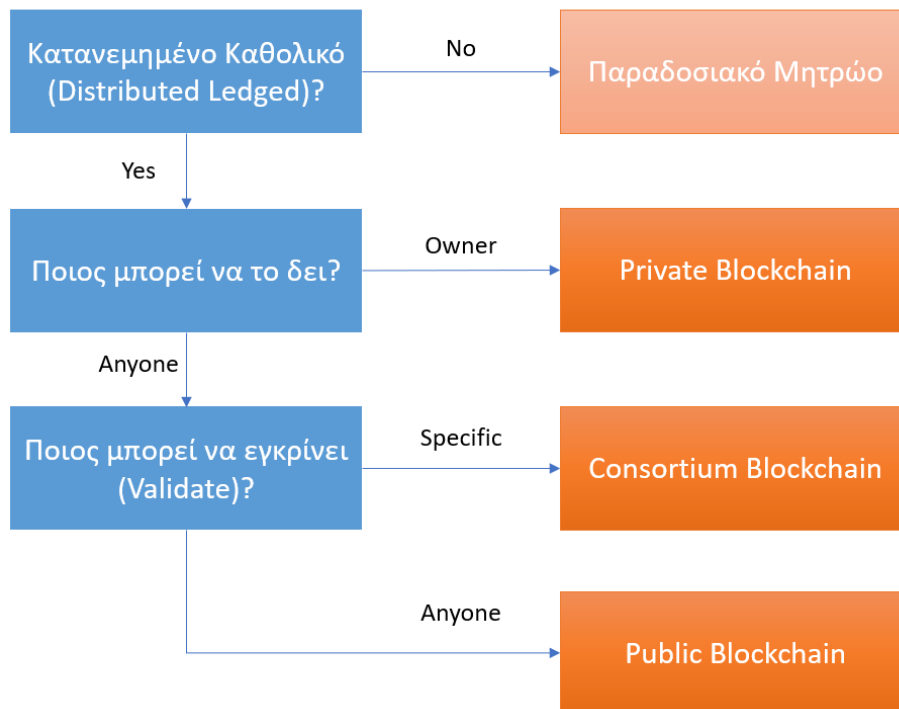 Κατανεμημένο Καθολικό
(Distributed Ledged)?
No
Παραδοσιακό Μητρώο
Yes
Ποιος μπορεί να το δει?
Owner
Private Blockchain
Anyone
Ποιος μπορεί να εγκρίνει
(Validate)?
Specific
Consortium Blockchain
Anyone
Public Blockchain